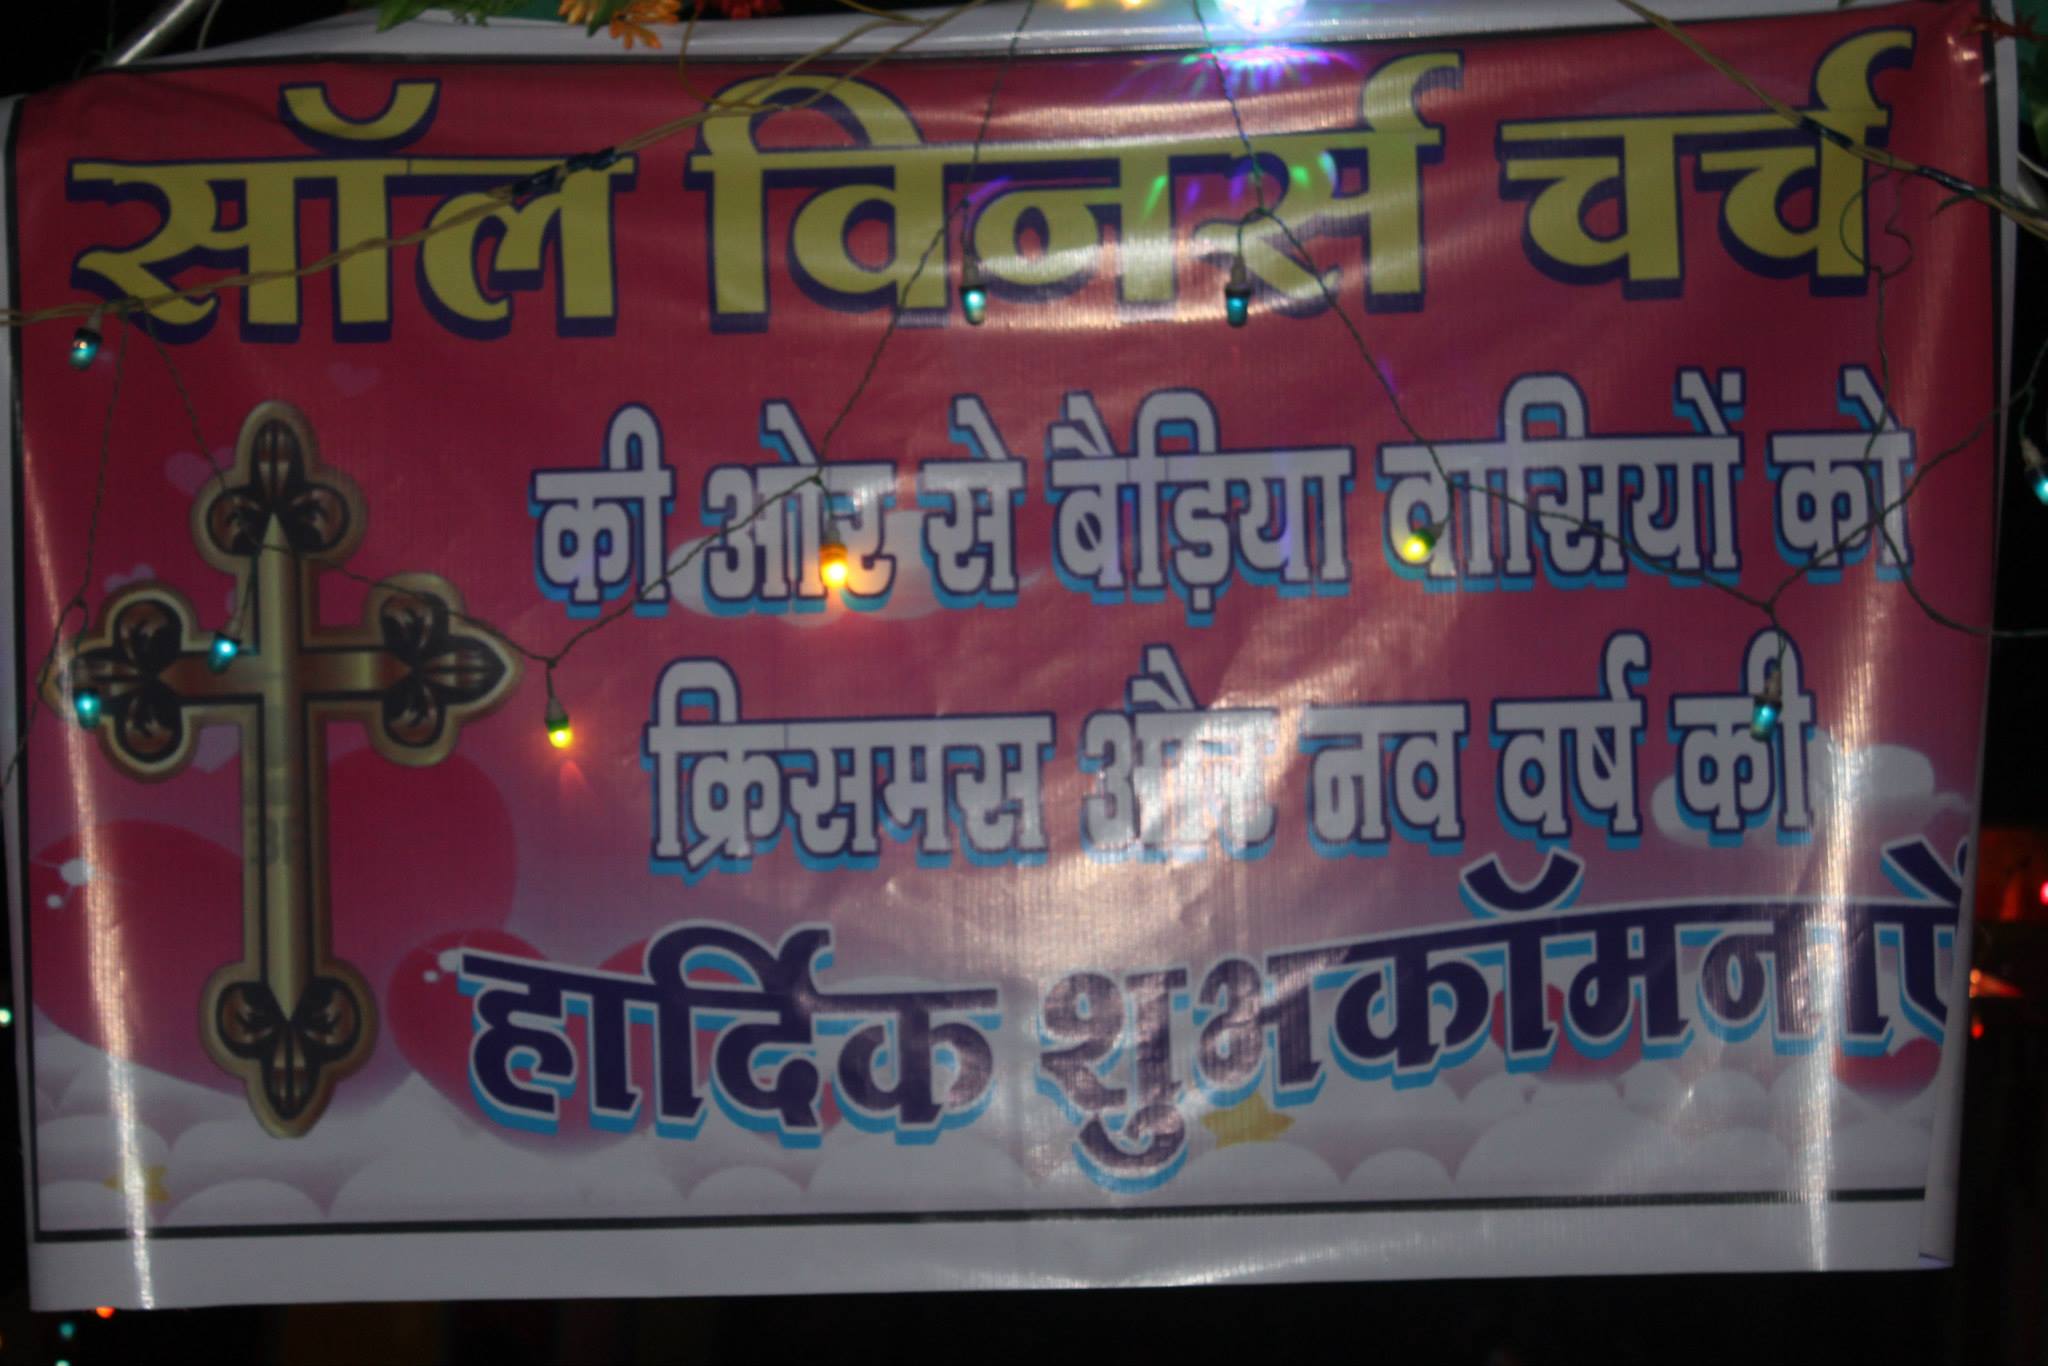 सॉल विनर्स चर्च
की ओर से बैड़िया वासियों को
क्रिसमस और नव वर्ष की
हार्दिक शुभकॉमनाऐं